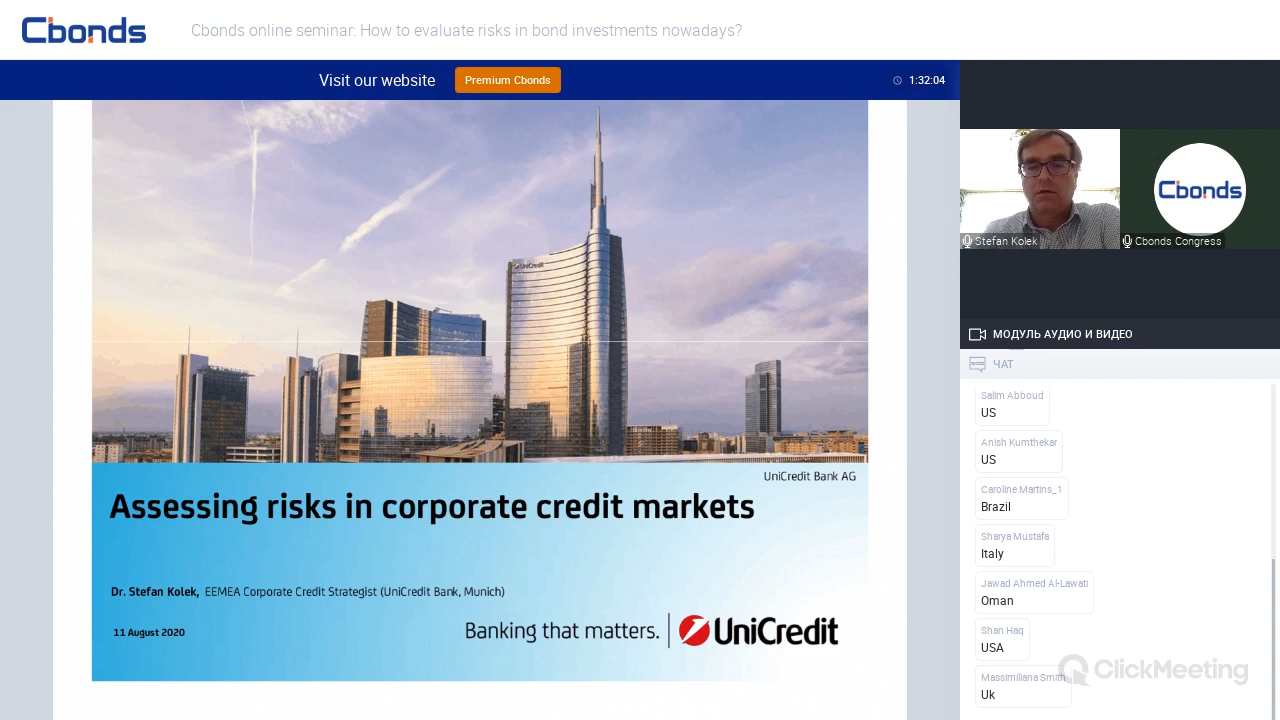 Cbonds
Cbonds online seminar: How to evaluate risks in bond investments nowadays?
Visit our website
Premium Cbonds
1:32:04
UniCredit
UniCredit Bank AG
Assessing risks in corporate credit markets
Dr. Stefan Kolek, EEMEA Corporate Credit Strategist (UniCredit Bank, Munich)
11 August 2020
Banking that matters.
UniCredit
Cbonds
Stefan Kolek
Cbonds Congress
МОДУЛЬ АУДИО И ВИДЕО
ЧАТ
Salim Abboud
US
Anish Kumthekar
US
Caroline Martins_1
Brazil
Sharya Mustafa
Italy
Jawad Ahmed Al-Lawati
Oman
Shan Haq
USA
Massimiliana Smith
Uk
ClickMeeting